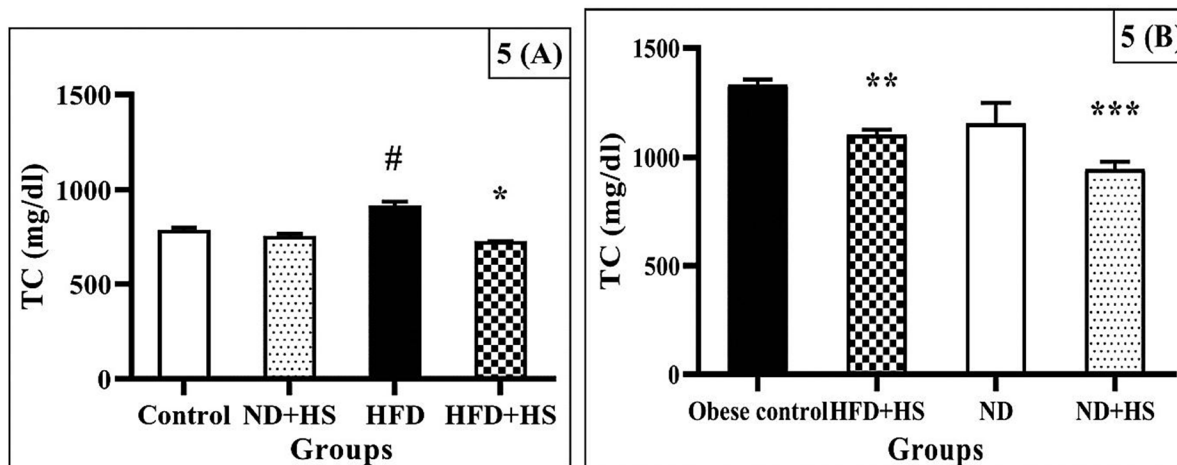 5 (A)
TC (mg/dl)
1500
1000
500
0
#
*
Control ND+HS HFD HFD+HS
Groups
5 (B)
TC (mg/dl)
1500
1000
500
0
**
***
Obese control HFD+HS ND ND+HS
Groups